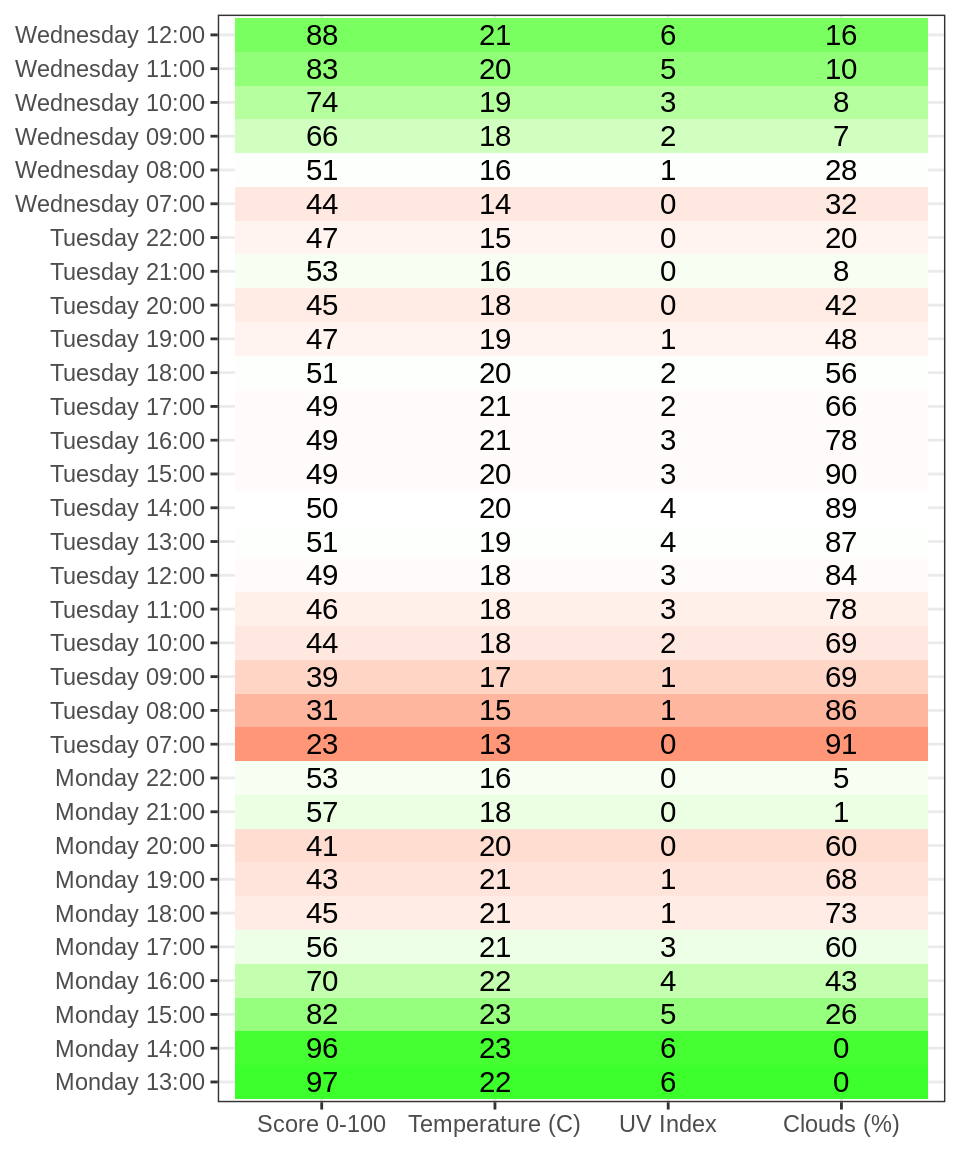 Wednesday 12:00 88 21 6 16
Wednesday 11:00 83 20 5 10
Wednesday 10:00 74 19 3 8
Wednesday 09:00 66 18 2 7
Wednesday 08:00 51 16 1 28
Wednesday 07:00 44 14 0 32
Tuesday 22:00 47 15 0 20
Tuesday 21:00 53 16 0 8
Tuesday 20:00 45 18 0 42
Tuesday 19:00 47 19 1 48
Tuesday 18:00 51 20 2 56
Tuesday 17:00 49 21 2 66
Tuesday 16:00 49 21 3 78
Tuesday 15:00 49 20 3 90
Tuesday 14:00 50 20 4 89
Tuesday 13:00 51 19 4 87
Tuesday 12:00 49 18 3 84
Tuesday 11:00 46 18 3 78
Tuesday 10:00 44 18 2 69
Tuesday 09:00 39 17 1 69
Tuesday 08:00 31 15 1 86
Tuesday 07:00 23 13 0 91
Monday 22:00 53 16 0 5
Monday 21:00 57 18 0 1
Monday 20:00 41 20 0 60
Monday 19:00 43 21 1 68
Monday 18:00 45 21 1 73
Monday 17:00 56 21 3 60
Monday 16:00 70 22 4 43
Monday 15:00 82 23 5 26
Monday 14:00 96 23 6 0
Monday 13:00 97 22 6 0
Score 0-100 Temperature (C) UV Index Clouds (%)